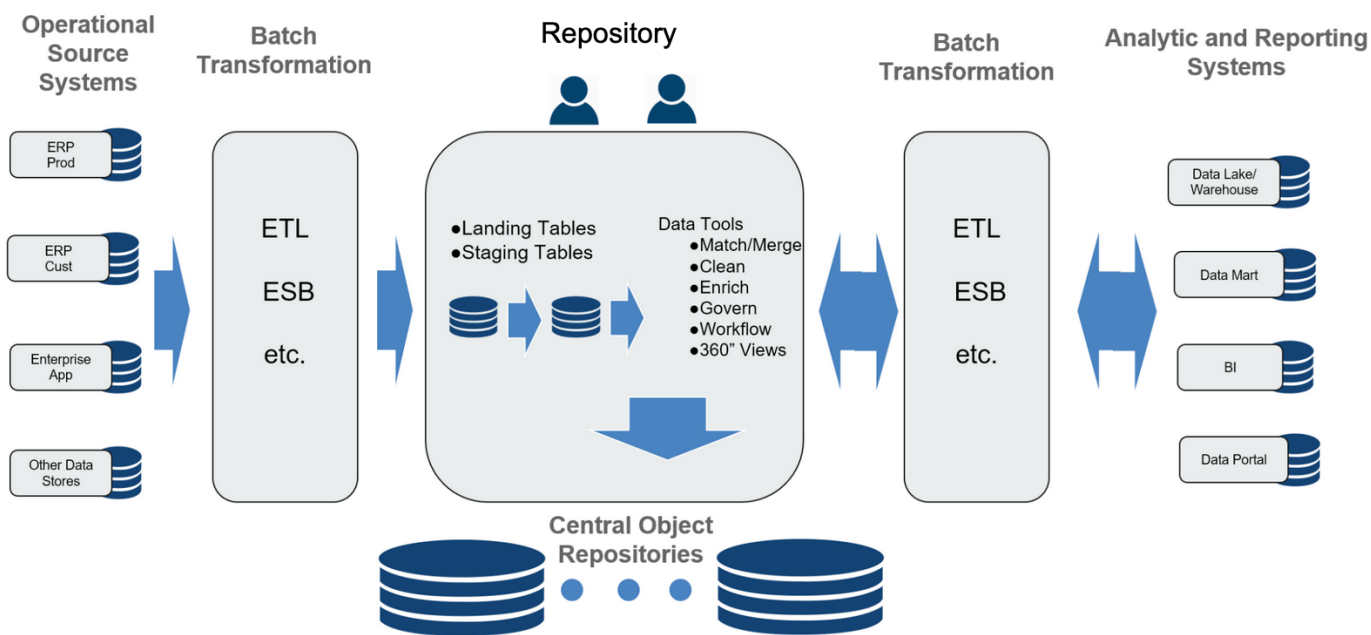 Operational
Source
Systems
Batch
Transformation
Repository
Batch
Transformation
Analytic and Reporting
Systems
ERP
Prod
ERP
Cust
Enterprise
App
Other Data
Stores
ETL
ESB
etc.
●Landing Tables
●Staging Tables
Data Tools
●Match/Merge
●Clean
●Enrich
●Govern
●Workflow
●360” Views
ETL
ESB
etc.
Data Lake/
Warehouse
Data Mart
BI
Data Portal
Central Object
Repositories